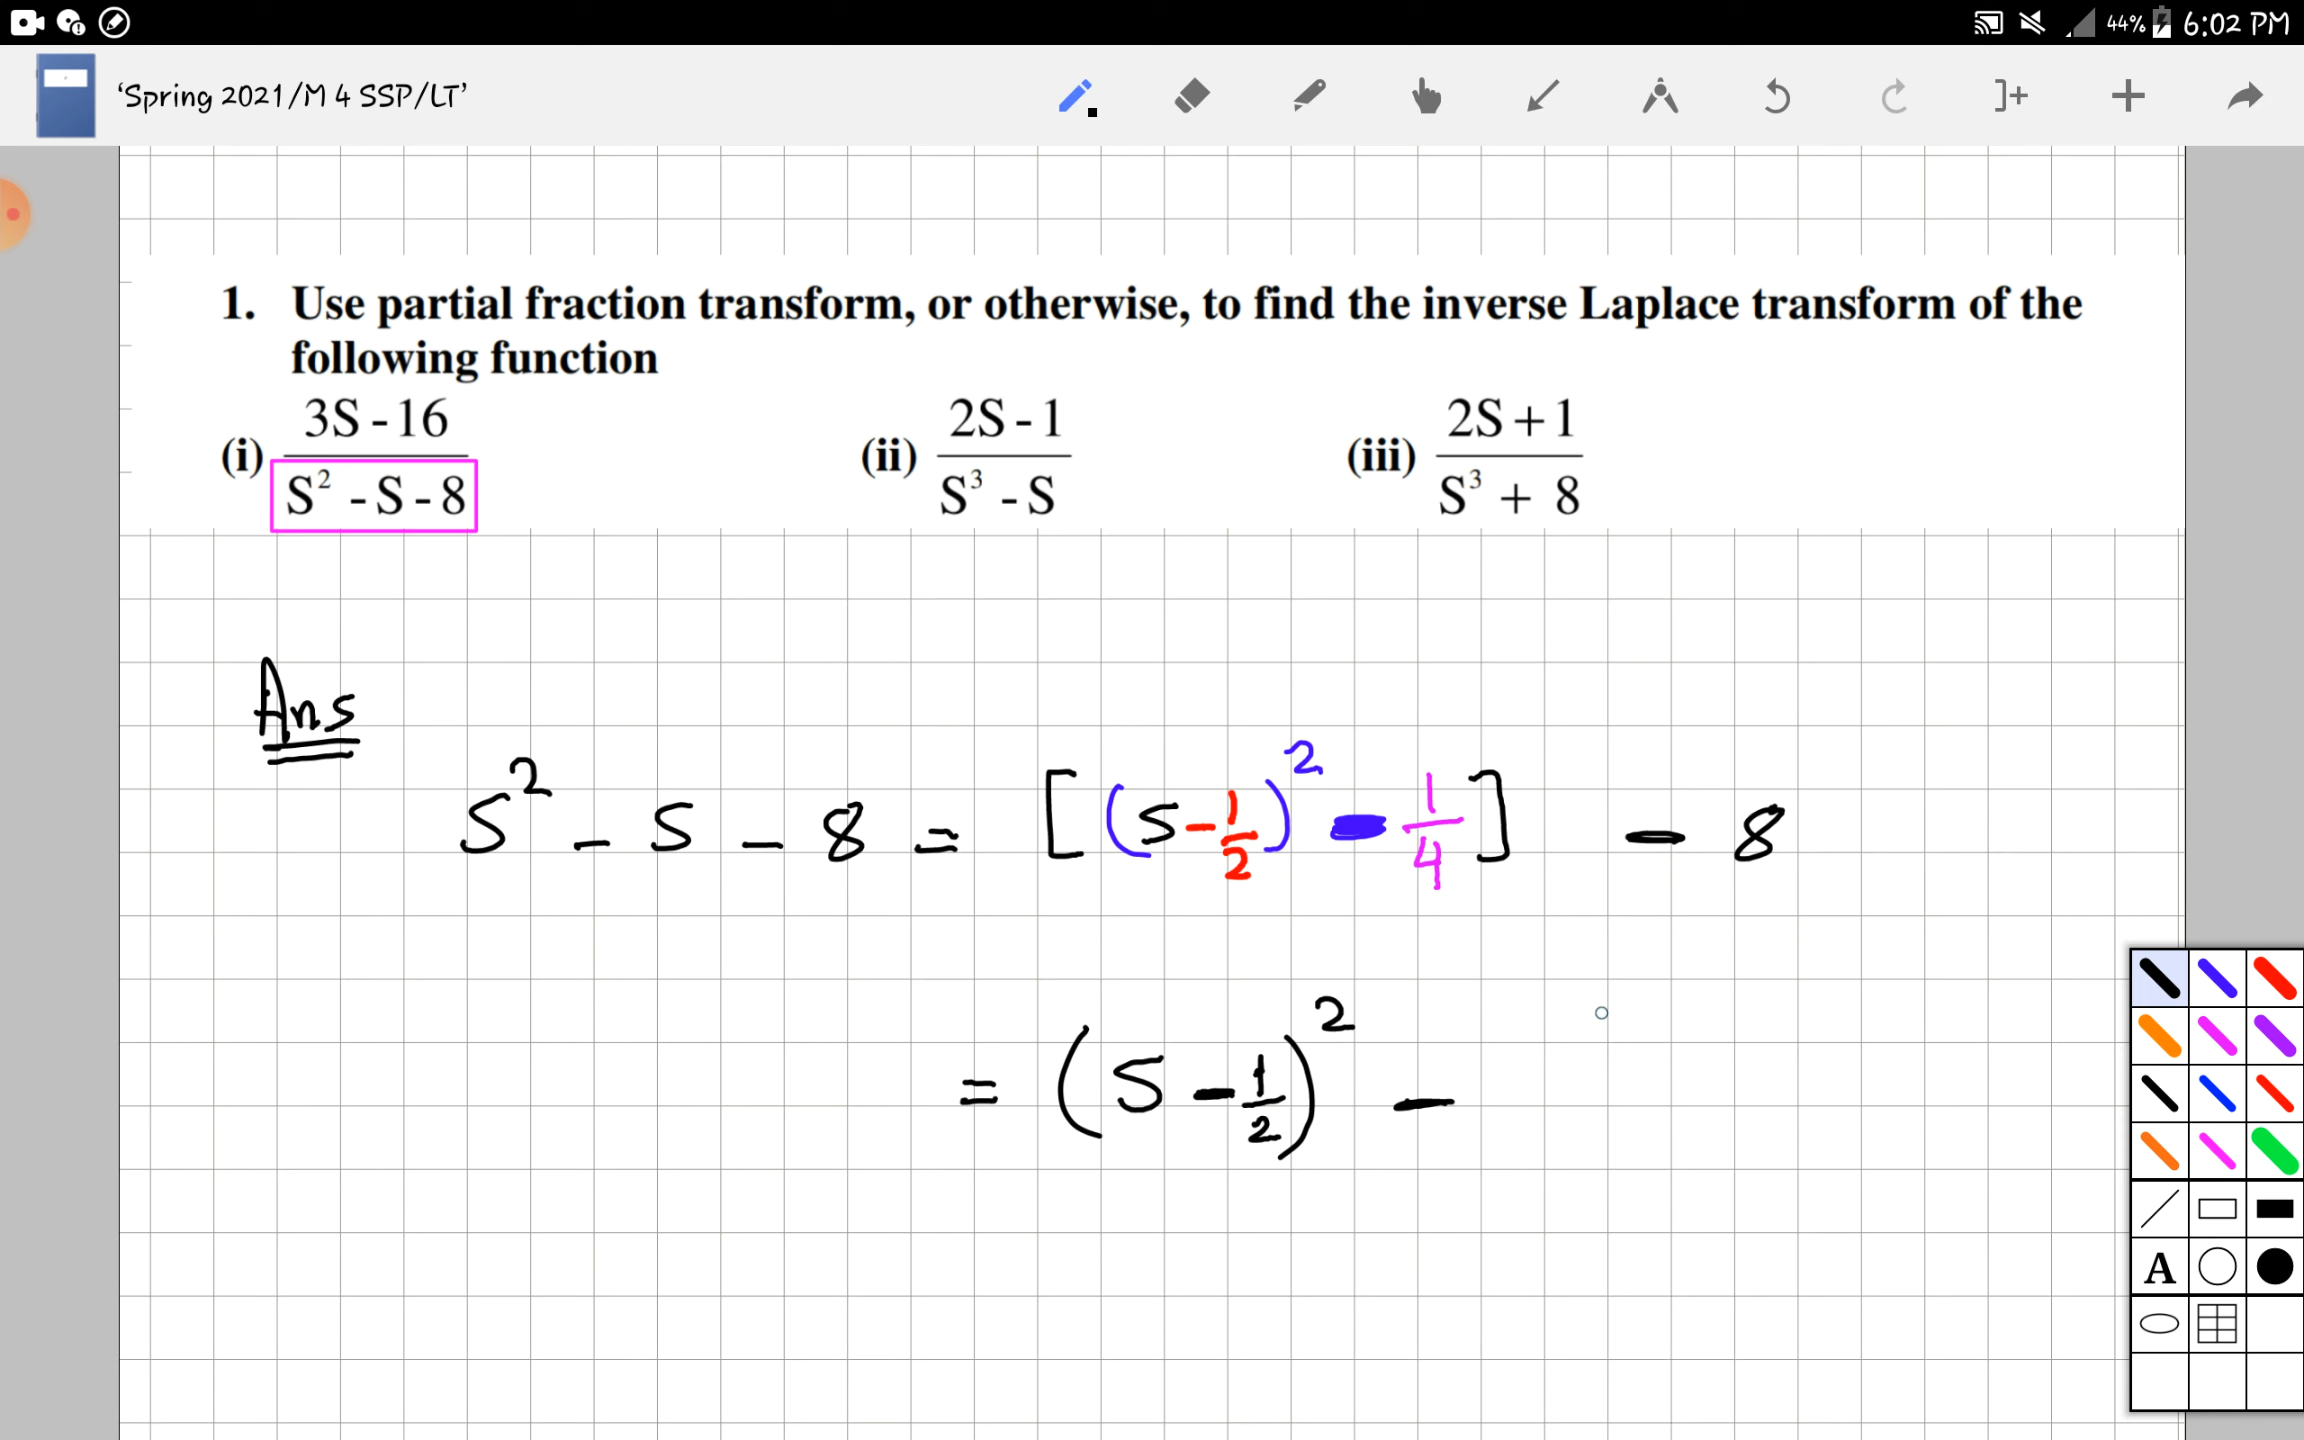 44% 6:02 PM
‘Spring 2021/M 4 SSP/LT’
1. Use partial fraction transform, or otherwise, to find the inverse Laplace transform of the
following function
(i) 3S - 16 / S² - S - 8 (ii) 2S - 1 / S³ - S (iii) 2S + 1 / S³ + 8
Ans
S² - S - 8 = [(S - 1/2)² - 1/4] - 8
= (S - 1/2)² -
A